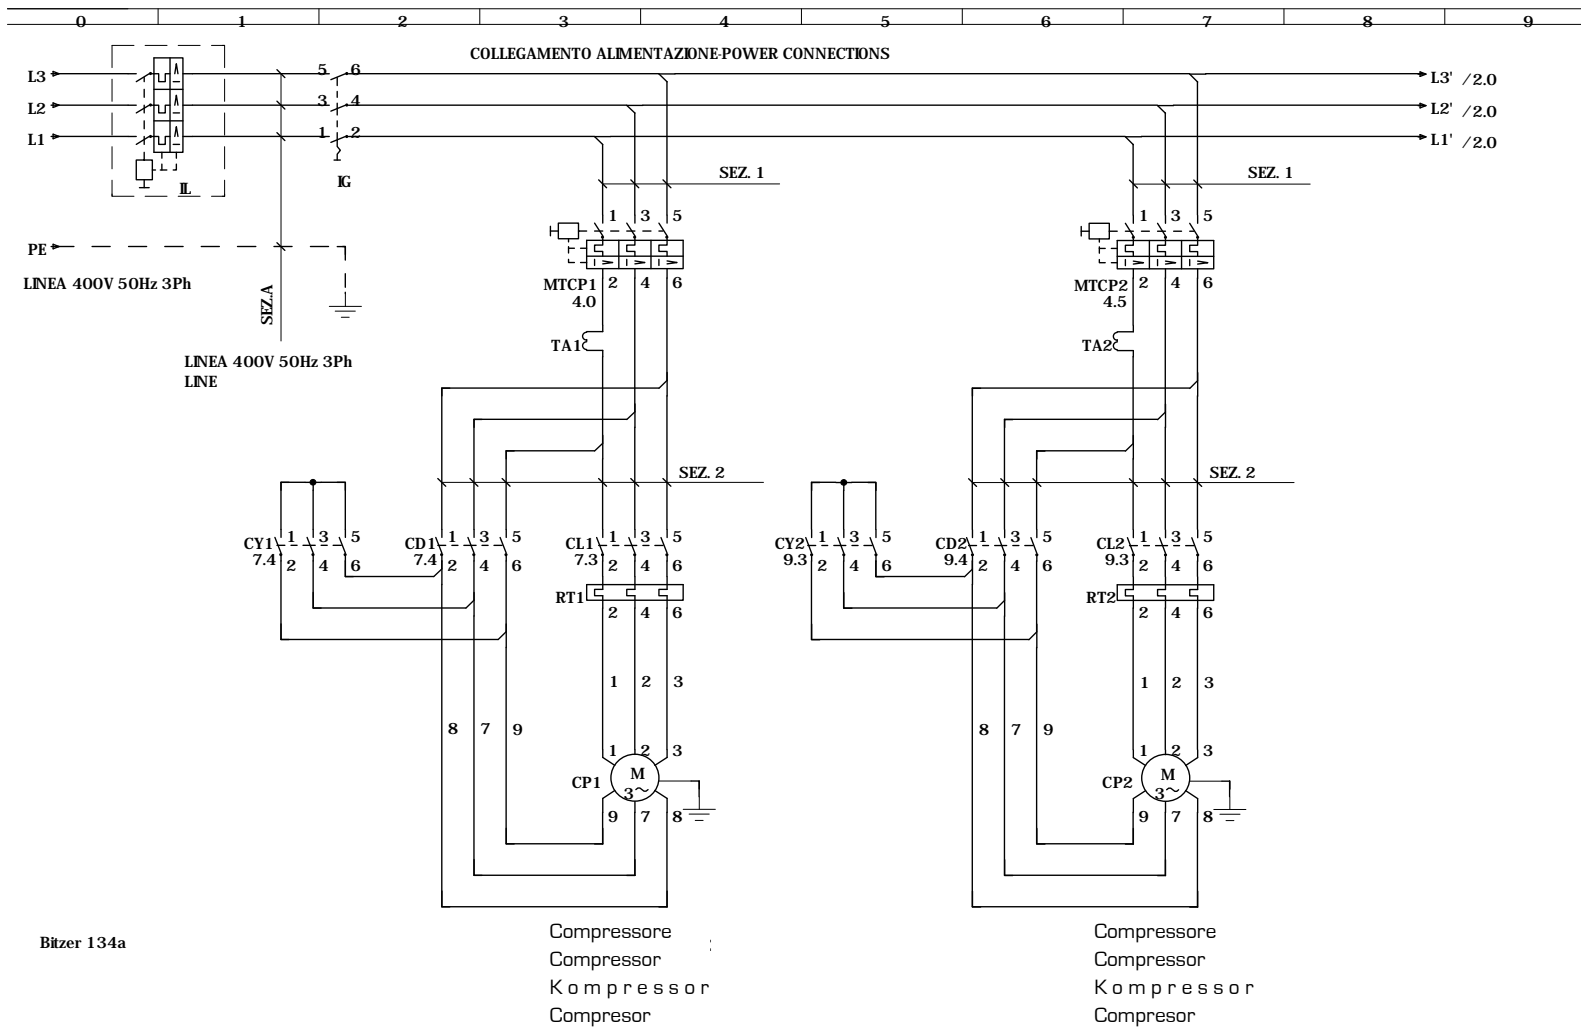 0 1 2 3 4 5 6 7 8 9
COLLEGAMENTO ALIMENTAZIONE-POWER CONNECTIONS
L3 5 6 L3' /2.0
L2 3 4 L2' /2.0
L1 1 2 L1' /2.0
IL IG SEZ. 1 SEZ. 1
1 3 5 1 3 5
PE
LINEA 400V 50Hz 3Ph
SEZ.A
MTCP1 2 4 6 MTCP2 2 4 6
4.0 4.5
TA1 TA2
LINEA 400V 50Hz 3Ph
LINE
SEZ. 2 SEZ. 2
CY1 1 3 5 CD1 1 3 5 CL1 1 3 5 CY2 1 3 5 CD2 1 3 5 CL2 1 3 5
7.4 2 4 6 7.4 2 4 6 7.3 2 4 6 9.3 2 4 6 9.4 2 4 6 9.3 2 4 6
RT1 RT2
2 4 6 2 4 6
1 2 3 1 2 3
8 7 9 8 7 9
1 2 3 1 2 3
CP1 M 3~ CP2 M 3~
9 7 8 9 7 8
Bitzer 134a
Compressore Compressore
Compressor Compressor
Kompressor Kompressor
Compresor Compresor